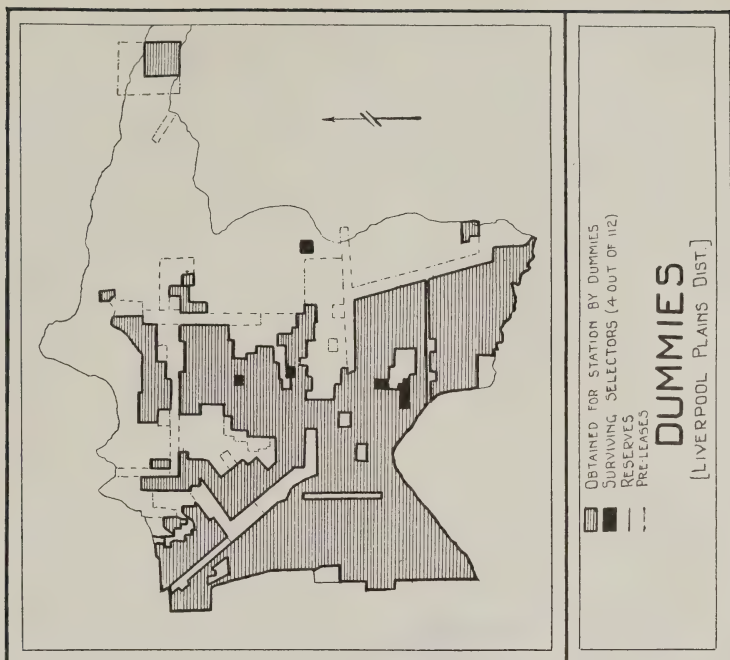 OBTAINED FOR STATION BY DUMMIES
SURVIVING SELECTORS (4 OUT OF 112)
RESERVES
PRE-LEASES
DUMMIES
[LIVERPOOL PLAINS DIST.]